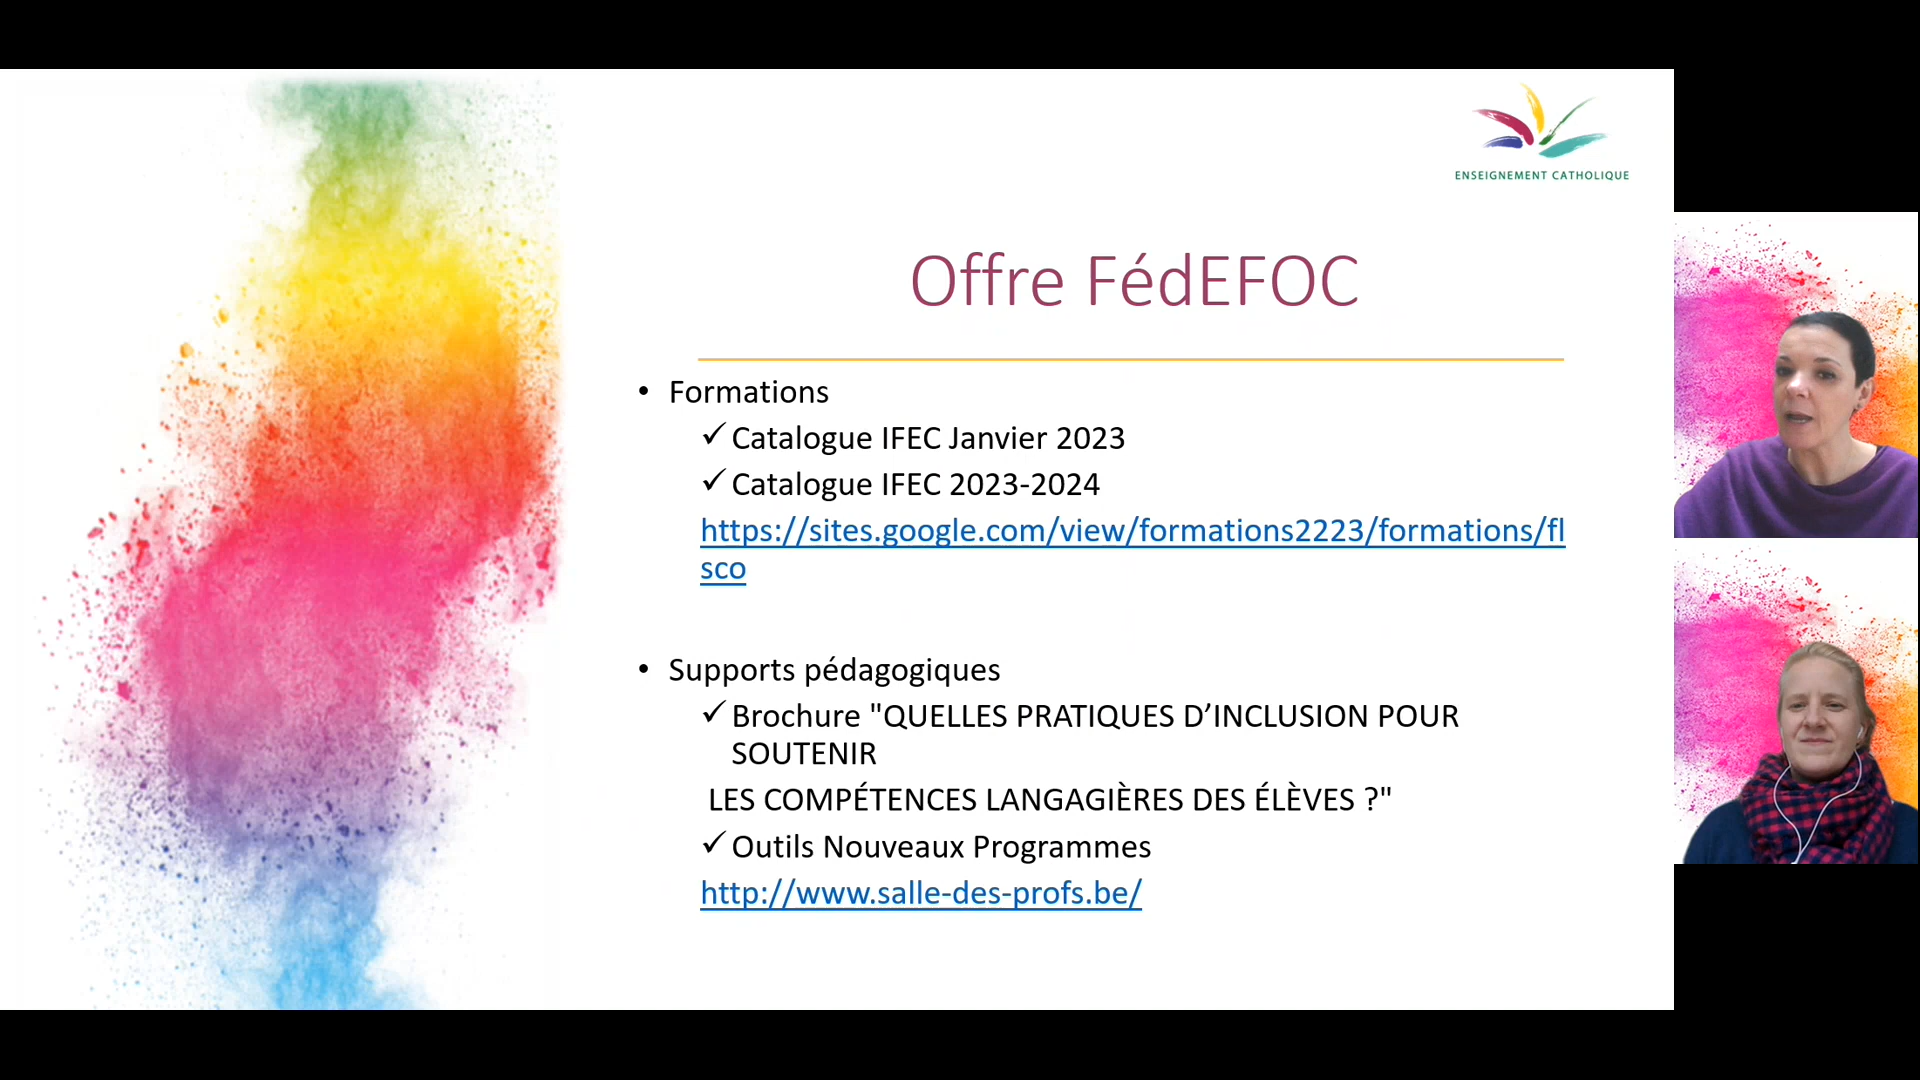 ENSEIGNEMENT CATHOLIQUE
Offre FédEFOC
• Formations
✓ Catalogue IFEC Janvier 2023
✓ Catalogue IFEC 2023-2024
https://sites.google.com/view/formations2223/formations/fl
sco
• Supports pédagogiques
✓ Brochure "QUELLES PRATIQUES D’INCLUSION POUR
SOUTENIR
LES COMPÉTENCES LANGAGIÈRES DES ÉLÈVES ?"
✓ Outils Nouveaux Programmes
http://www.salle-des-profs.be/